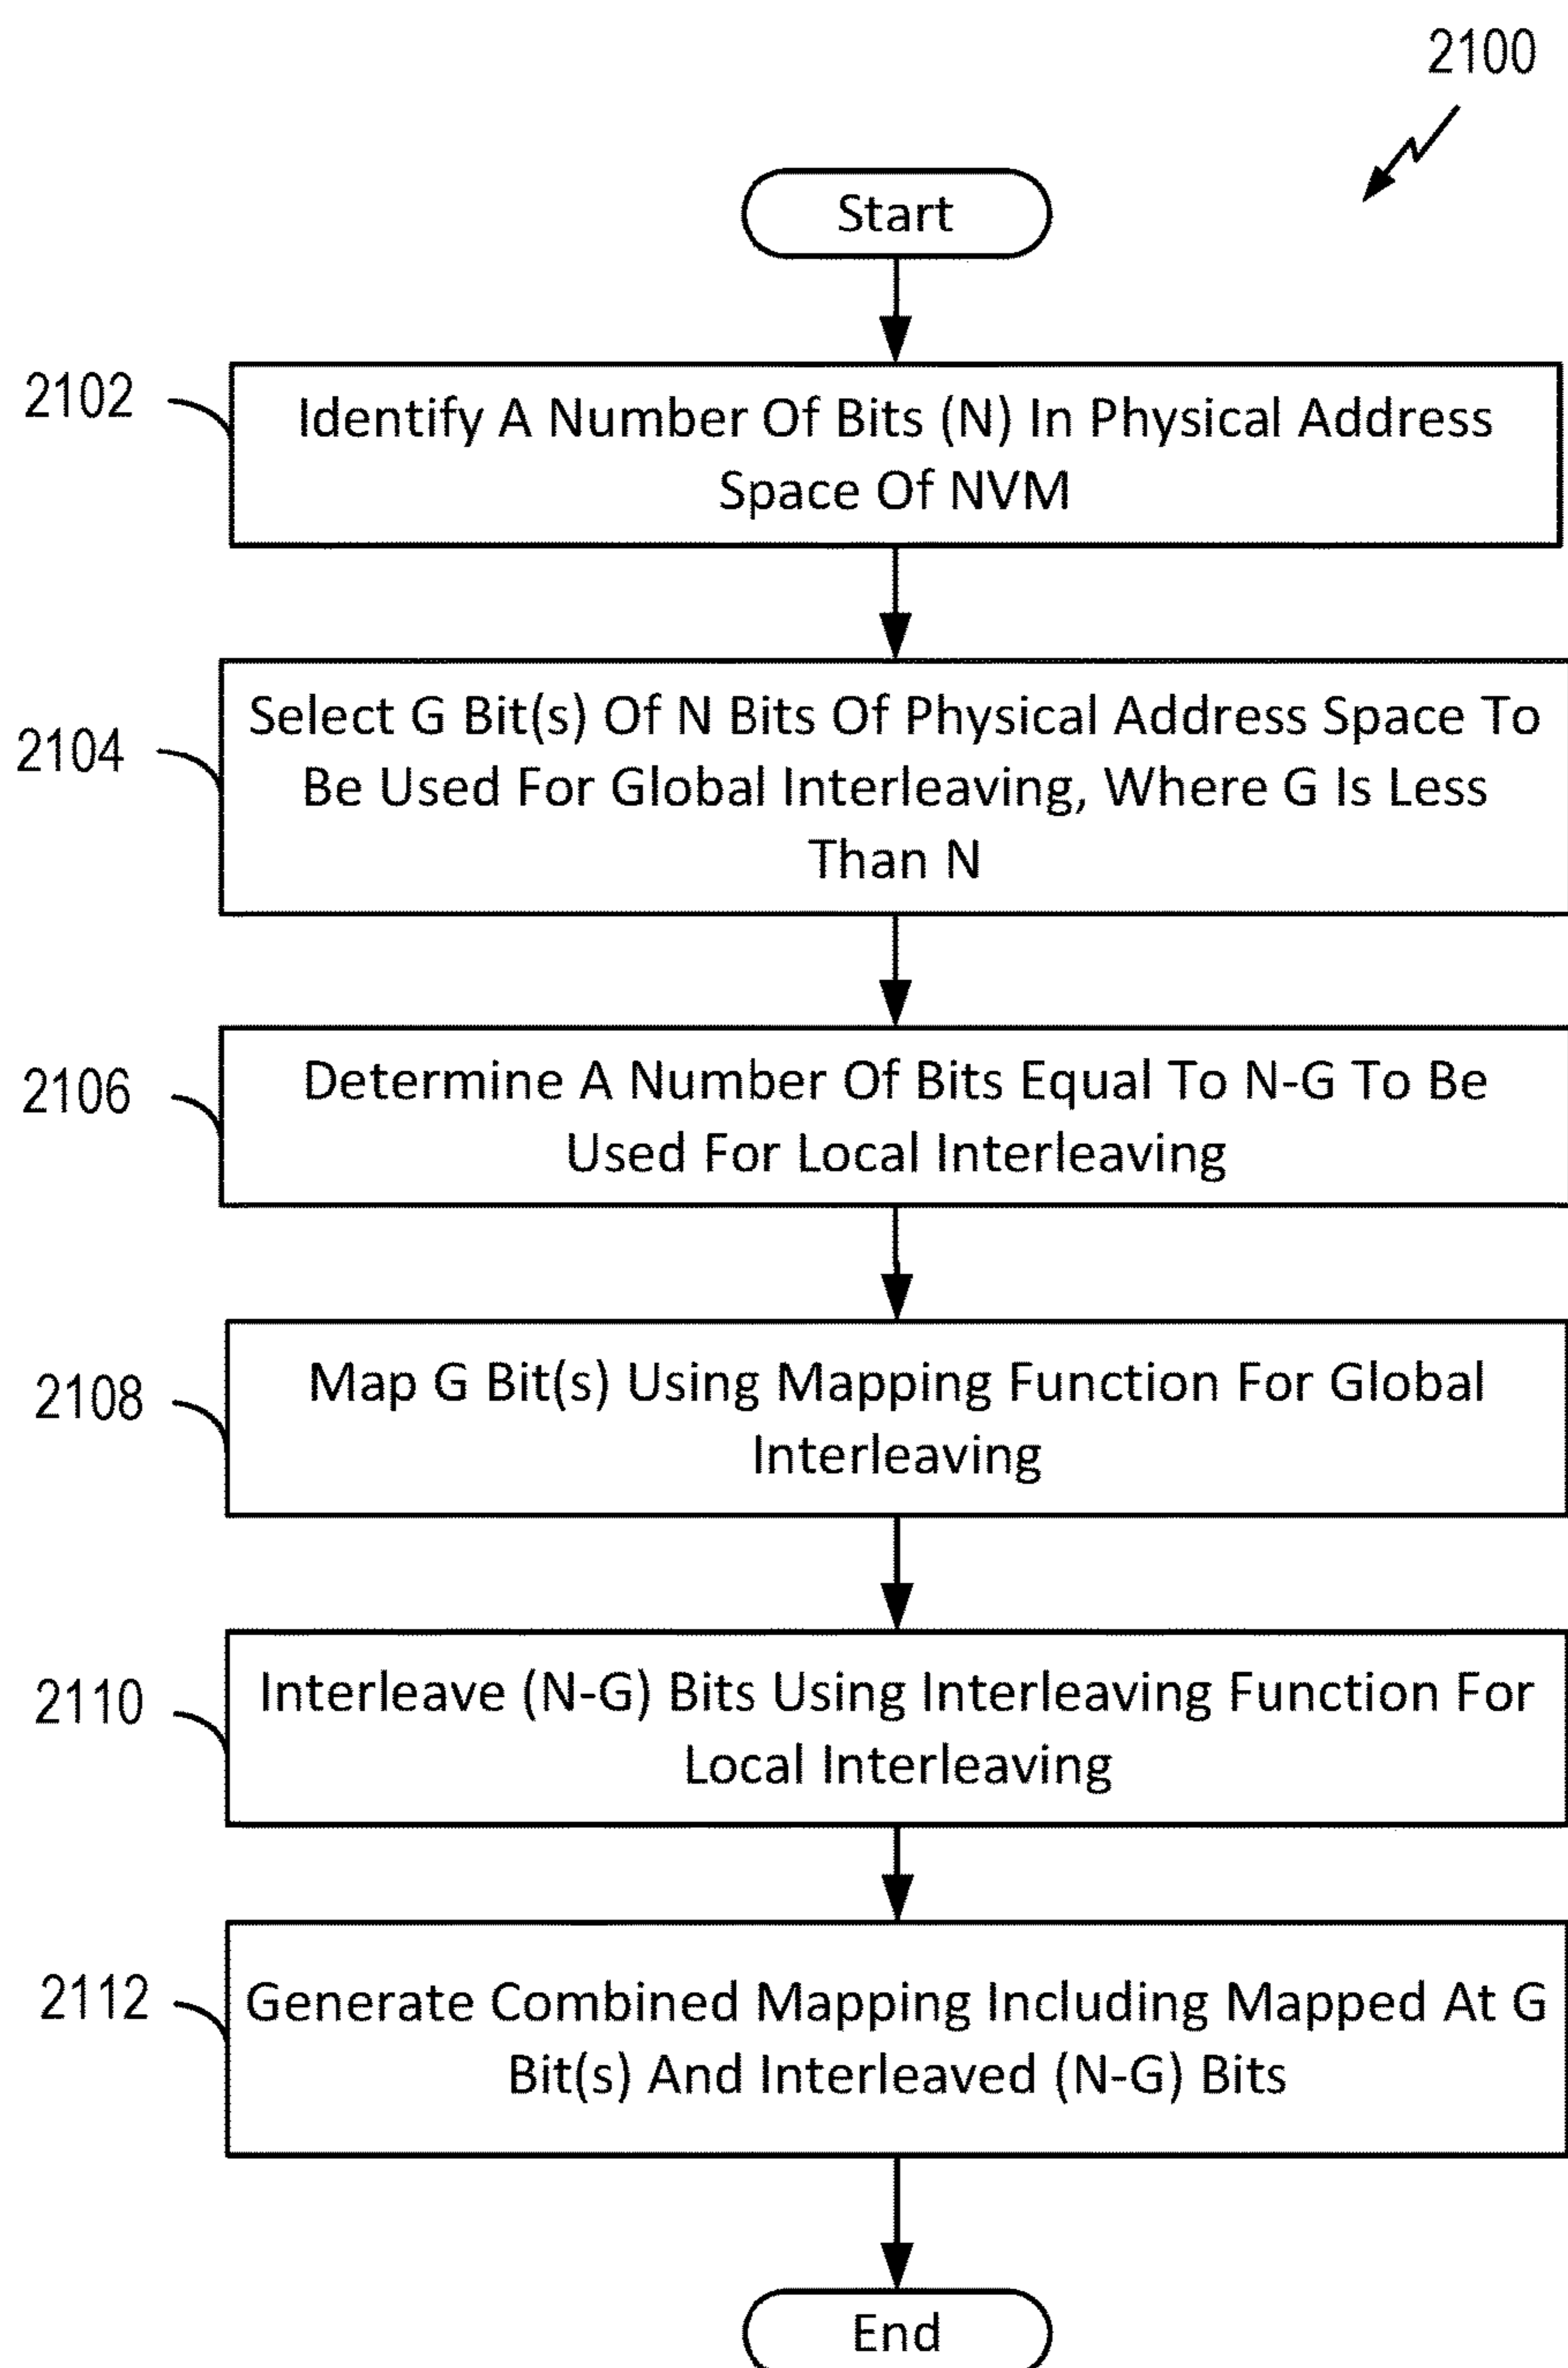 2100
Start
2102
Identify A Number Of Bits (N) In Physical Address
Space Of NVM
2104
Select G Bit(s) Of N Bits Of Physical Address Space To
Be Used For Global Interleaving, Where G Is Less
Than N
2106
Determine A Number Of Bits Equal To N-G To Be
Used For Local Interleaving
2108
Map G Bit(s) Using Mapping Function For Global
Interleaving
2110
Interleave (N-G) Bits Using Interleaving Function For
Local Interleaving
2112
Generate Combined Mapping Including Mapped At G
Bit(s) And Interleaved (N-G) Bits
End